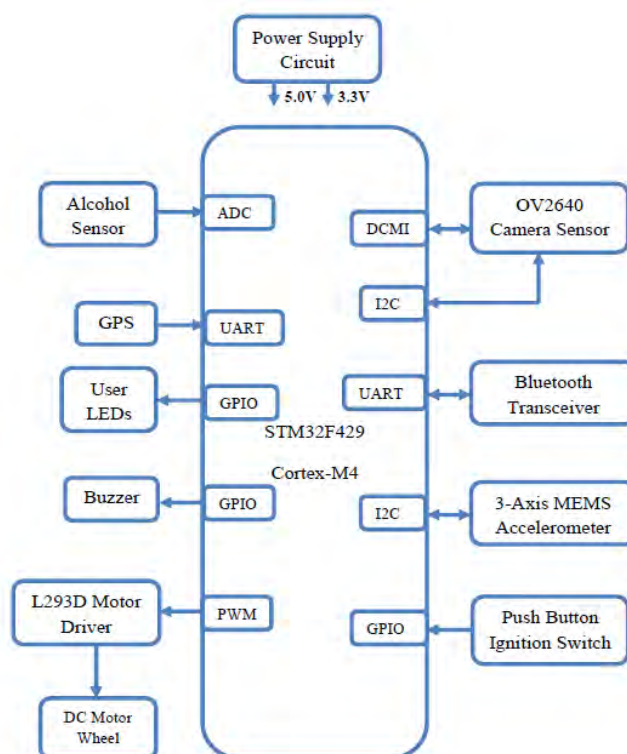 Power Supply
Circuit
5.0V
3.3V
Alcohol
Sensor
ADC
DCMI
OV2640
Camera Sensor
I2C
GPS
UART
User
LEDs
GPIO
UART
Bluetooth
Transceiver
STM32F429
Cortex-M4
Buzzer
GPIO
I2C
3-Axis MEMS
Accelerometer
L293D Motor
Driver
PWM
GPIO
Push Button
Ignition Switch
DC Motor
Wheel